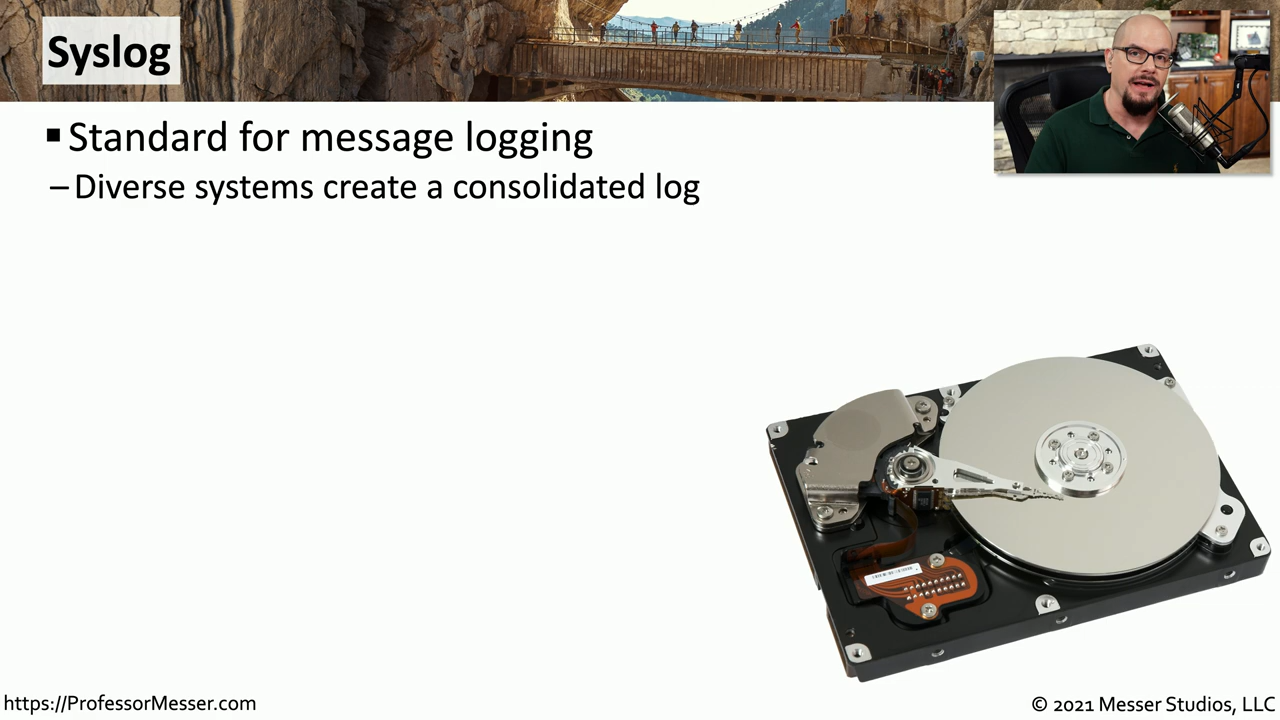 Syslog
▪ Standard for message logging
– Diverse systems create a consolidated log
https://ProfessorMesser.com
© 2021 Messer Studios, LLC